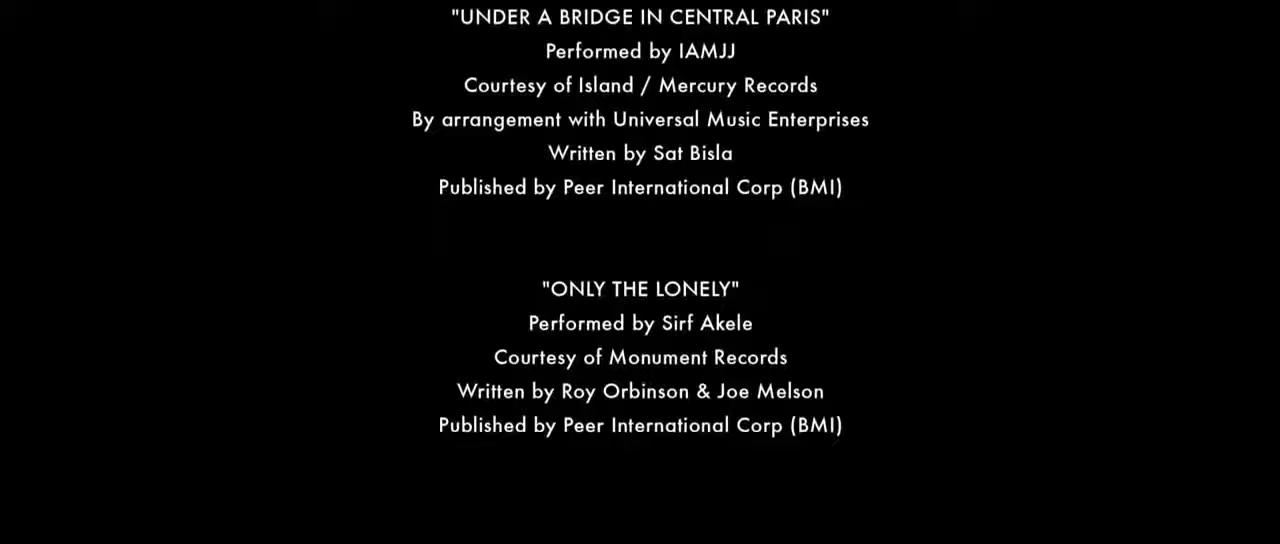 "UNDER A BRIDGE IN CENTRAL PARIS"
Performed by IAMJJ
Courtesy of Island / Mercury Records
By arrangement with Universal Music Enterprises
Written by Sat Bisla
Published by Peer International Corp (BMI)
"ONLY THE LONELY"
Performed by Sirf Akele
Courtesy of Monument Records
Written by Roy Orbinson & Joe Melson
Published by Peer International Corp (BMI)